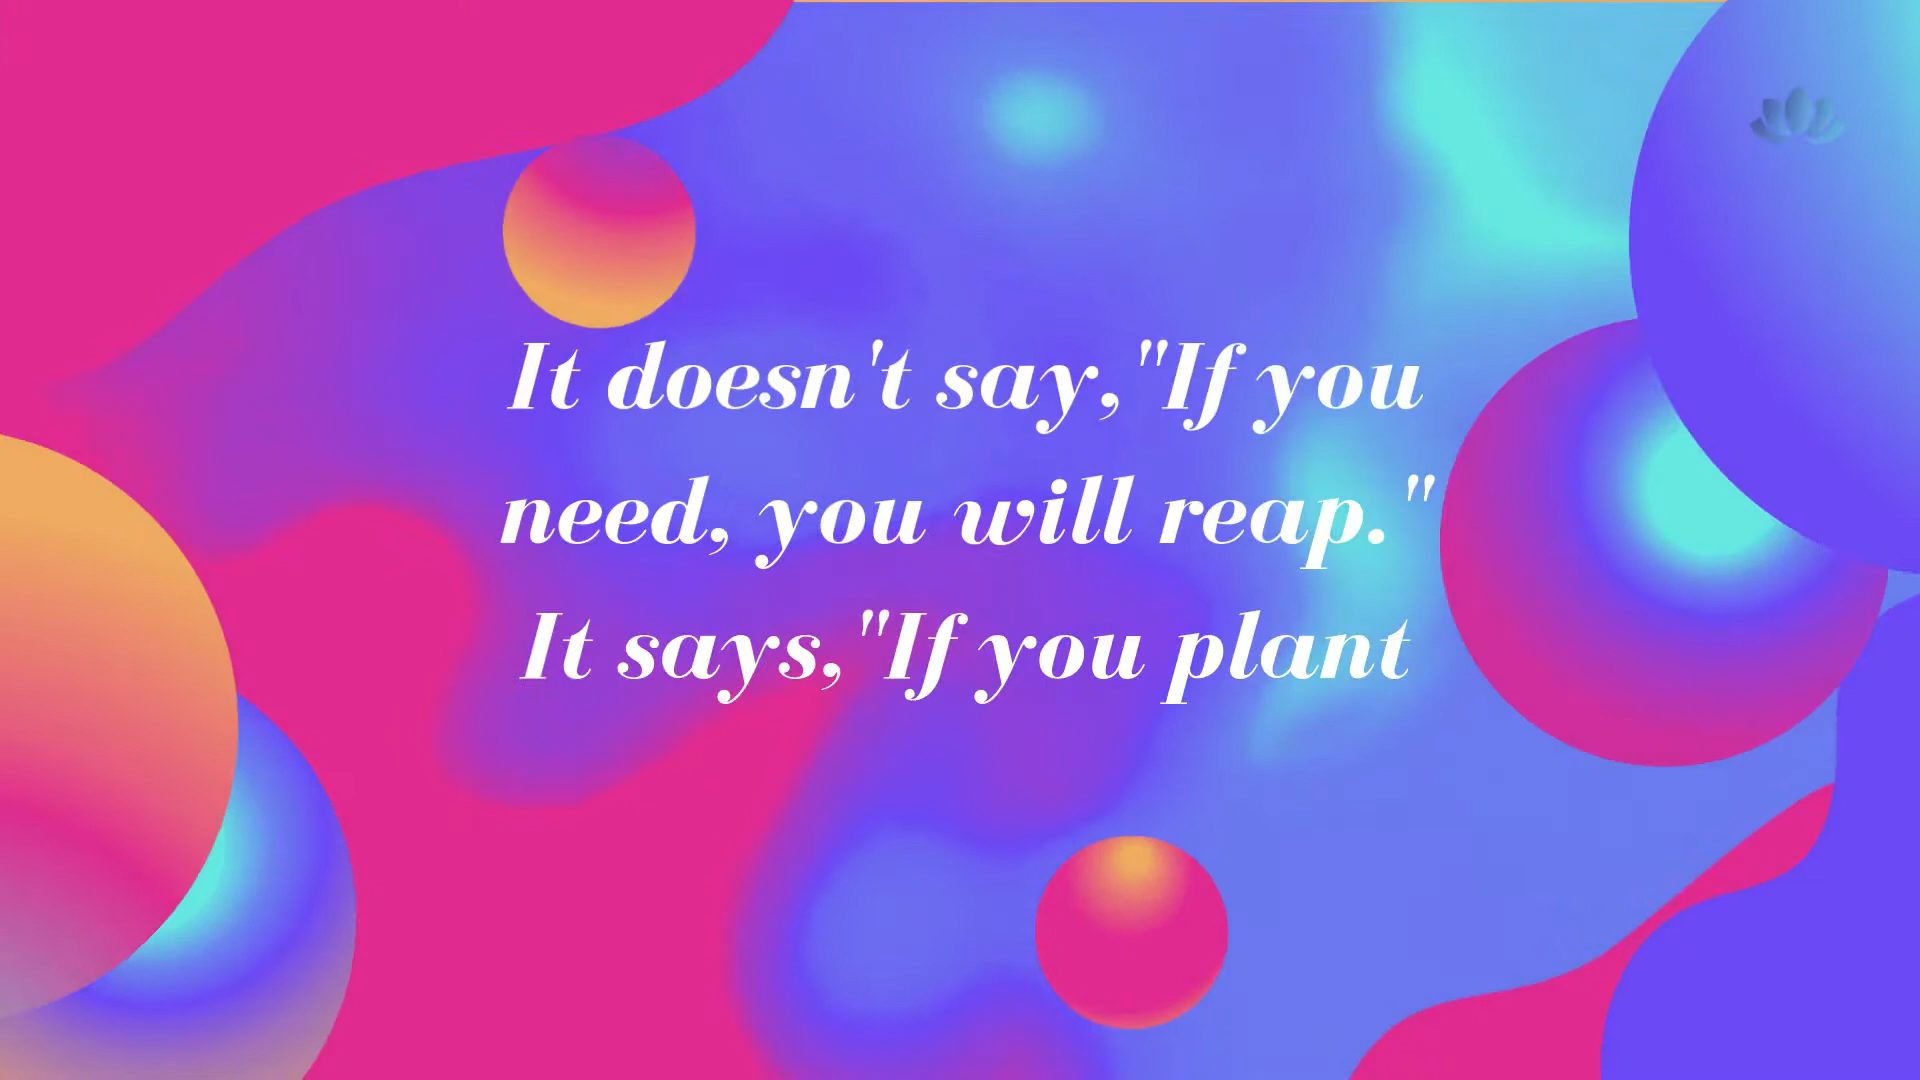 It doesn't say,"If you
need, you will reap."
It says,"If you plant